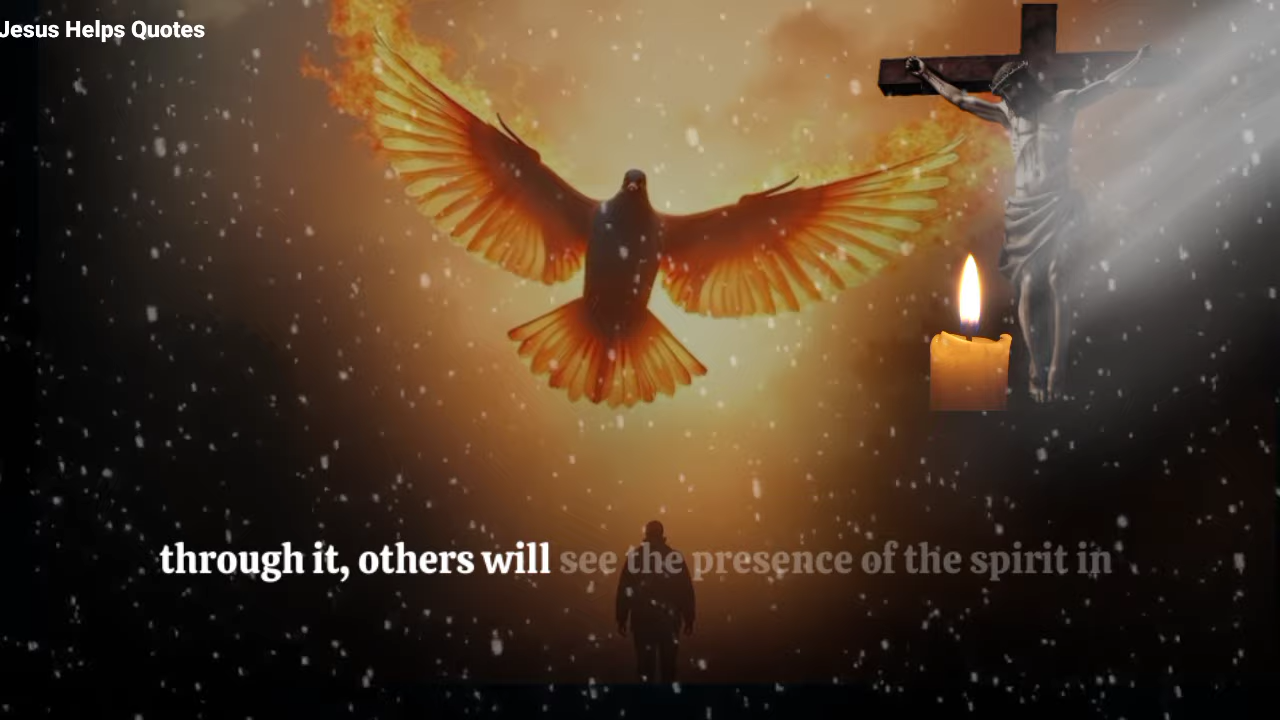 Jesus Helps Quotes
through it, others will see the presence of the spirit in